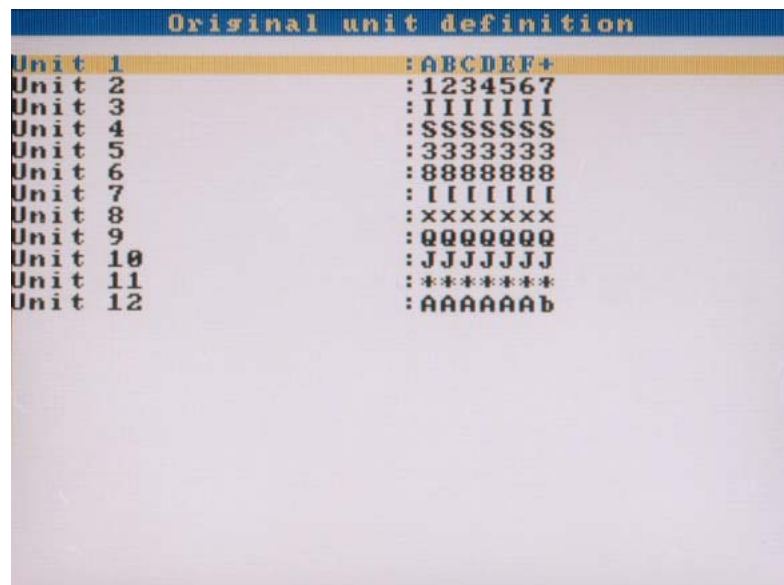 Original unit definition
Unit 1 :ABCDEF+
Unit 2 :1234567
Unit 3 :IIIIIII
Unit 4 :SSSSSSS
Unit 5 :3333333
Unit 6 :8888888
Unit 7 :[[[[[[[
Unit 8 :×××××××
Unit 9 :QQQQQQQ
Unit 10 :JJJJJJJ
Unit 11 :*******
Unit 12 :AAAAAAb